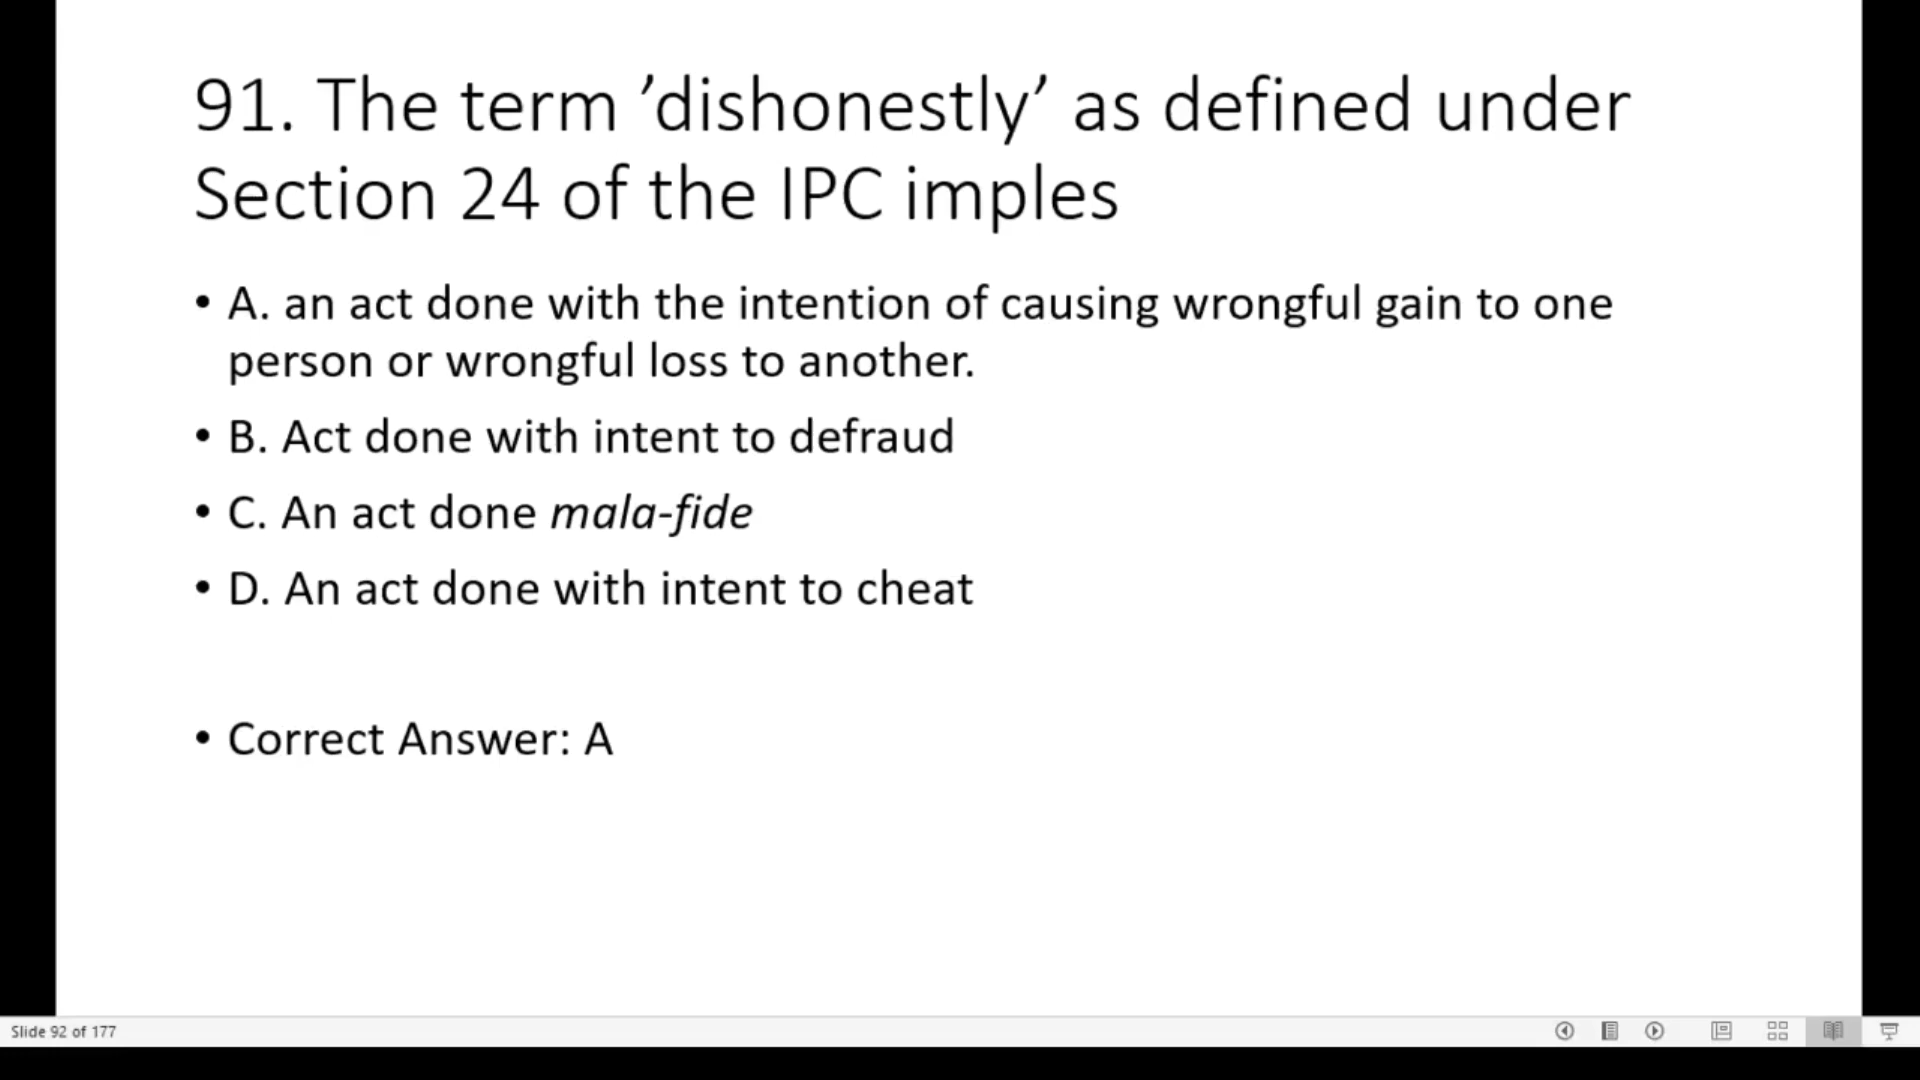 91. The term ’dishonestly’ as defined under
Section 24 of the IPC imples
• A. an act done with the intention of causing wrongful gain to one
person or wrongful loss to another.
• B. Act done with intent to defraud
• C. An act done mala-fide
• D. An act done with intent to cheat
• Correct Answer: A
Slide 92 of 177